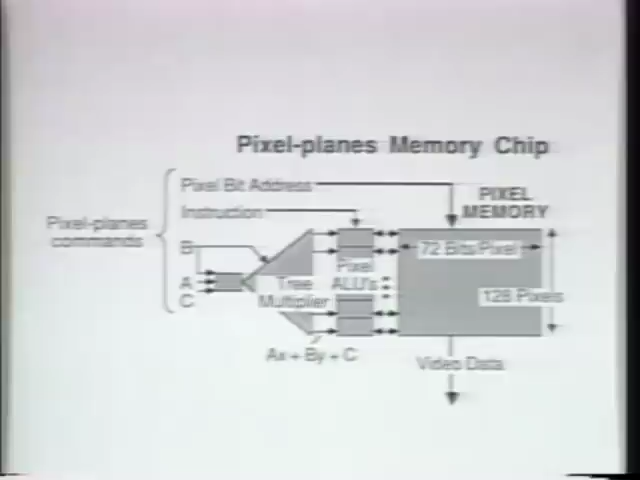 Pixel-planes Memory Chip
Pixel Bit Address
PIXEL
MEMORY
Instruction
Pixel-planes
commands
B
72 Bits/Pixel
Pixel
ALU's
Tree
Multiplier
A
C
128 Pixels
Ax + By + C
Video Data